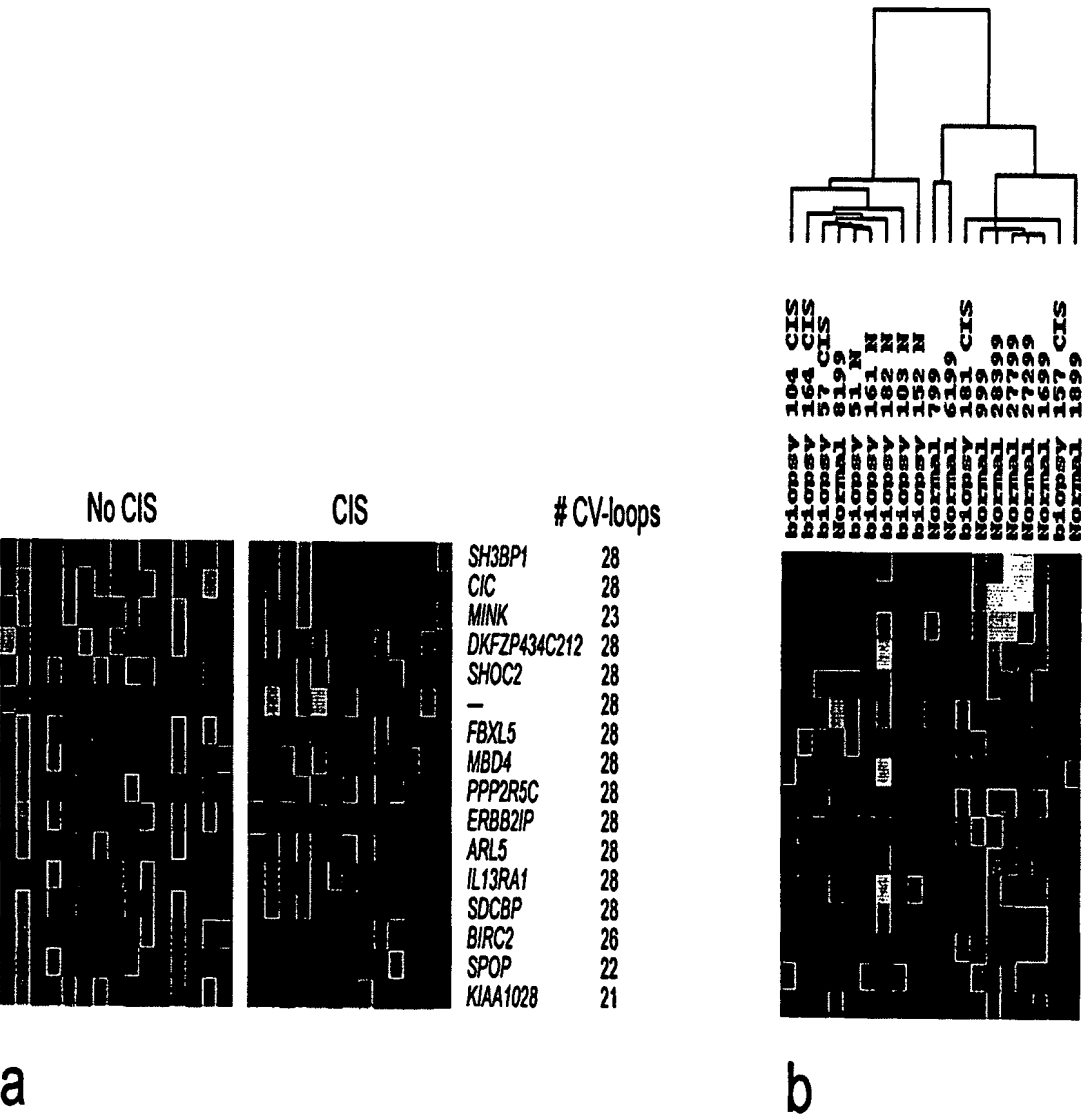 No CIS CIS # CV-loops
SH3BP1 28
CIC 28
MINK 23
DKFZP434C212 28
SHOC2 28
— 28
FBXL5 28
MBD4 28
PPP2R5C 28
ERBB2IP 28
ARL5 28
IL13RA1 28
SDCBP 28
BIRC2 26
SPOP 22
KIAA1028 21
a
biopsy 104 CIS
biopsy 164 CIS
biopsy 57 CIS
Normal 8199
biopsy 51 N
biopsy 161 N
biopsy 182 N
biopsy 103 N
biopsy 152 N
Normal 799
Normal 6199
biopsy 181 CIS
Normal 999
Normal 28399
Normal 27799
Normal 27299
Normal 1699
biopsy 157 CIS
Normal 1899
b